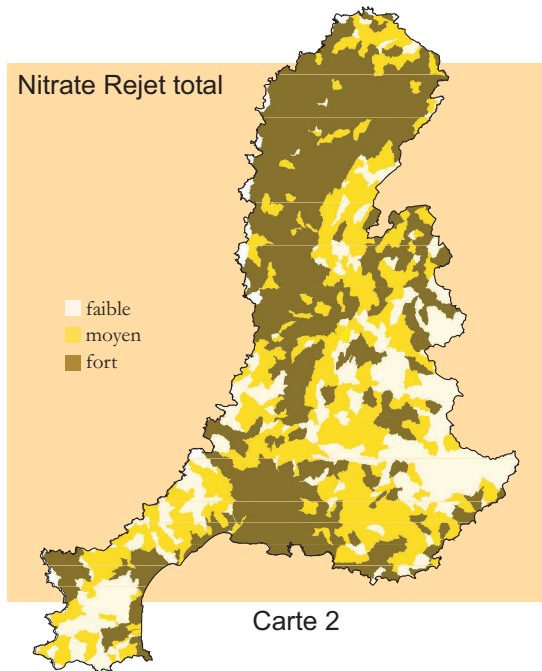 Nitrate Rejet total
faible
moyen
fort
Carte 2